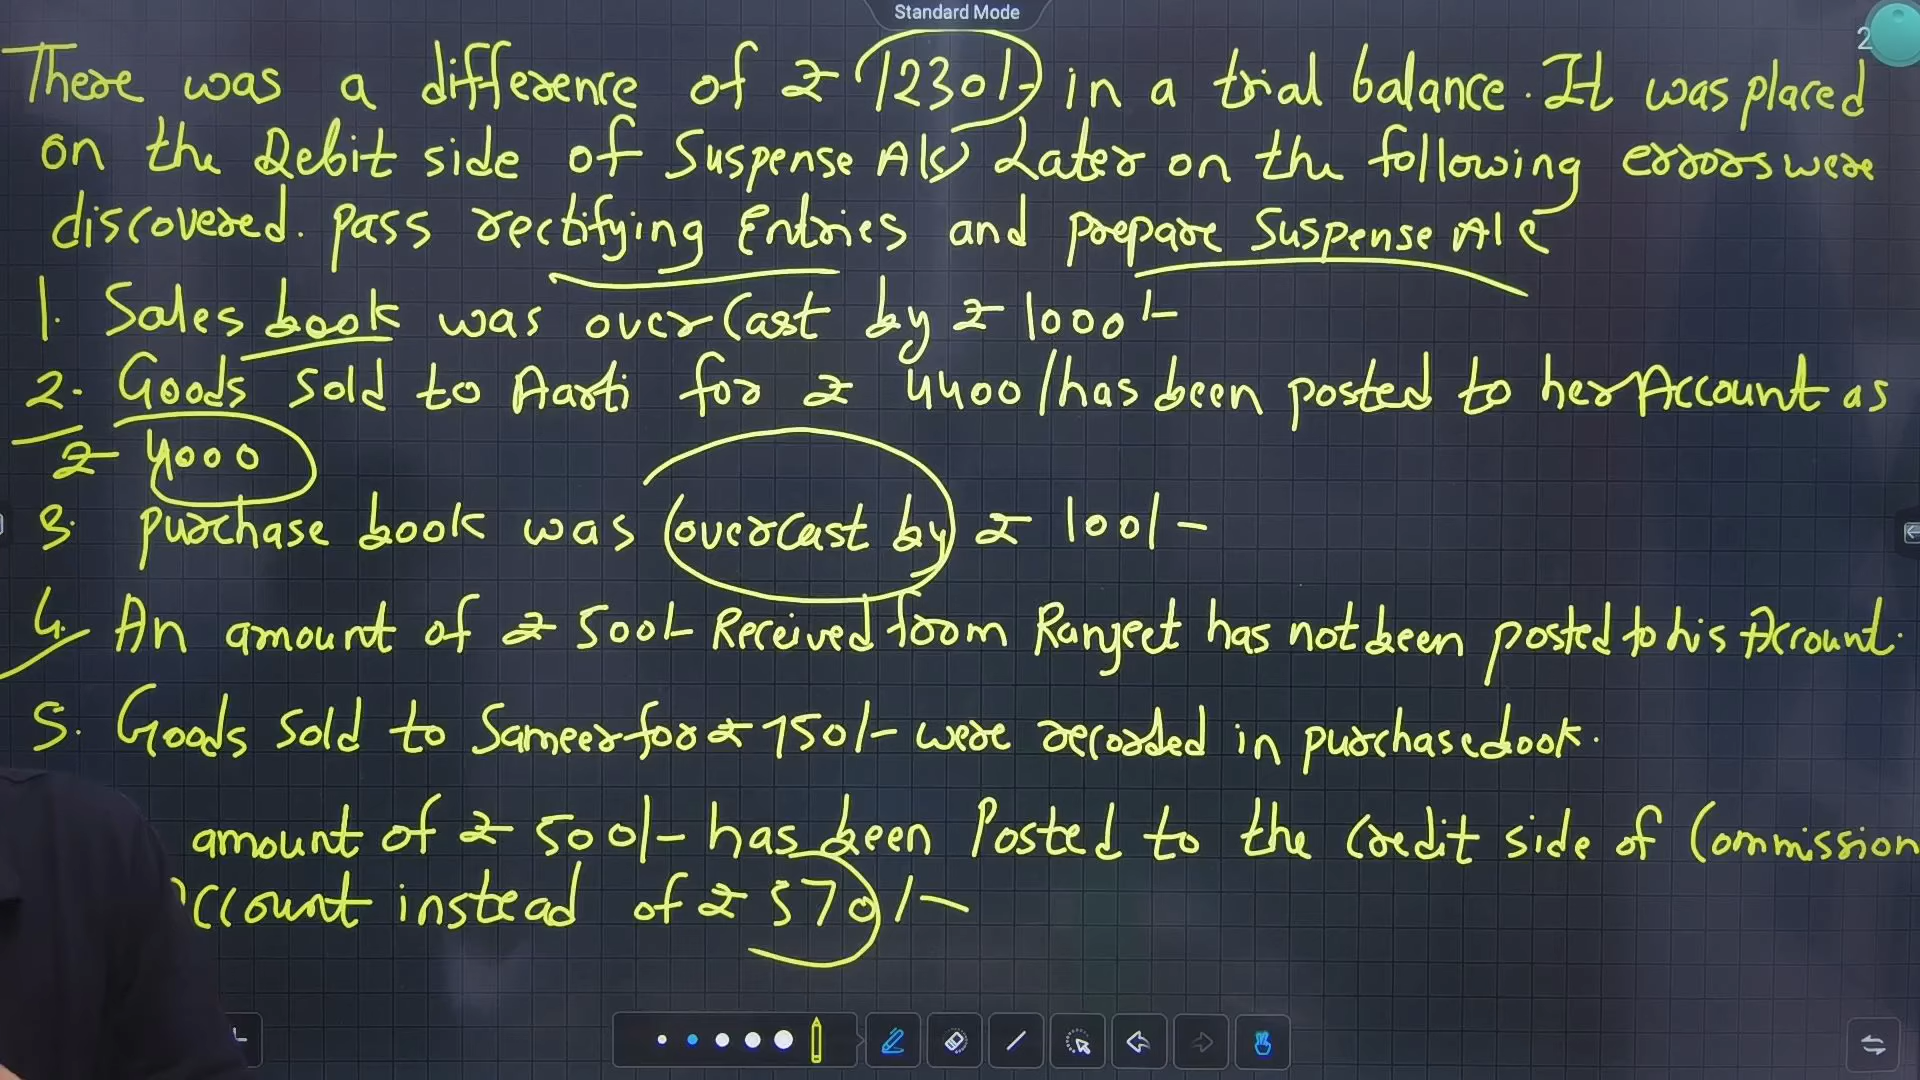 Standard Mode
2
There was a difference of ₹ 1230/- in a trial balance. It was placed
on the Debit side of Suspense A/c, Later on the following errors were
discovered. pass rectifying Entries and prepare Suspense A/c
1. Sales book was overcast by ₹ 1000/-
2. Goods sold to Aarti for ₹ 4400/ has been posted to her Account as
₹ 4000
3. purchase book was (overcast by) ₹ 100/-
4. An amount of ₹ 500/- Received from Ranjeet has not been posted to his Account.
5. Goods sold to Sameer for ₹ 750/- were recorded in purchase book.
amount of ₹ 500/- has been Posted to the Credit side of Commission
ccount instead of ₹ 570/-